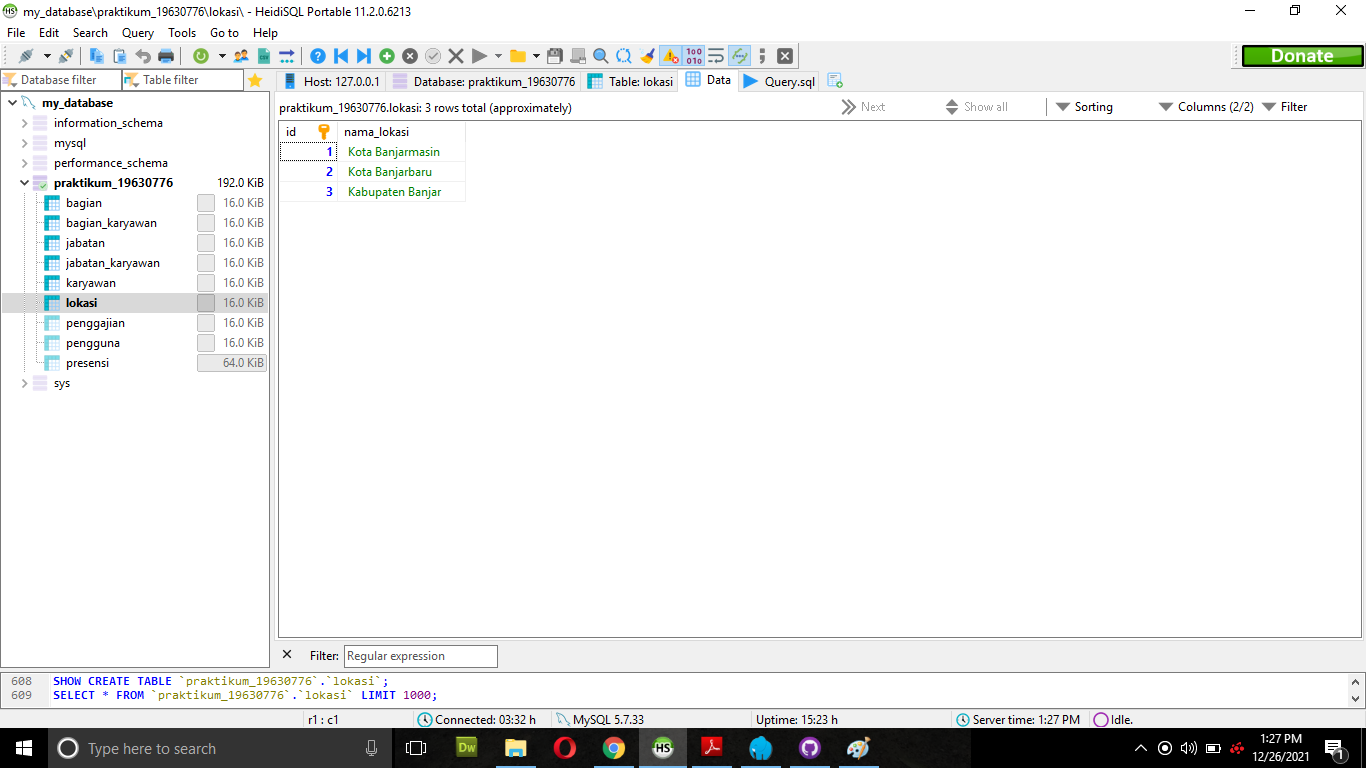 HS my_database\praktikum_19630776\lokasi\ - HeidiSQL Portable 11.2.0.6213
File Edit Search Query Tools Go to Help
Donate
Database filter Table filter
Host: 127.0.0.1 Database: praktikum_19630776 Table: lokasi Data Query.sql
my_database
information_schema
mysql
performance_schema
praktikum_19630776 192.0 KiB
bagian 16.0 KiB
bagian_karyawan 16.0 KiB
jabatan 16.0 KiB
jabatan_karyawan 16.0 KiB
karyawan 16.0 KiB
lokasi 16.0 KiB
penggajian 16.0 KiB
pengguna 16.0 KiB
presensi 64.0 KiB
sys
praktikum_19630776.lokasi: 3 rows total (approximately) Next Show all Sorting Columns (2/2) Filter
id nama_lokasi
1 Kota Banjarmasin
2 Kota Banjarbaru
3 Kabupaten Banjar
Filter: Regular expression
608 SHOW CREATE TABLE `praktikum_19630776`.`lokasi`;
609 SELECT * FROM `praktikum_19630776`.`lokasi` LIMIT 1000;
r1 : c1 Connected: 03:32 h MySQL 5.7.33 Uptime: 15:23 h Server time: 1:27 PM Idle.
Type here to search Dw HS 1:27 PM
12/26/2021 1